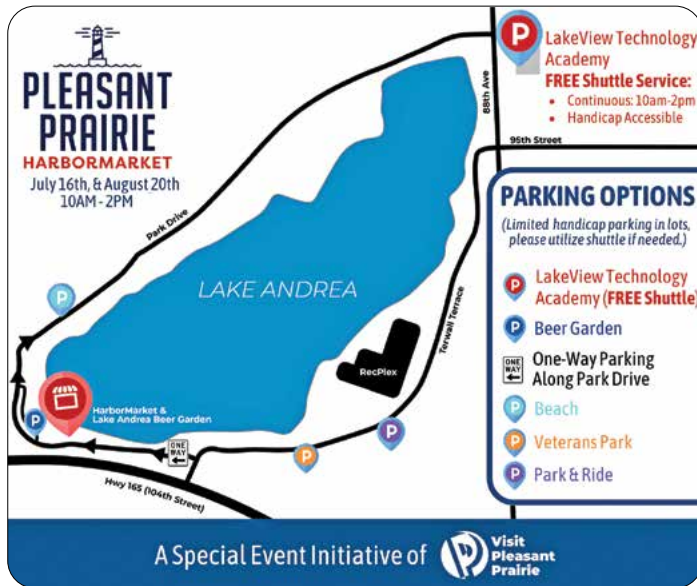 PLEASANT
PRAIRIE
HARBORMARKET
July 16th, & August 20th
10AM - 2PM
P
LakeView Technology
Academy
FREE Shuttle Service:
• Continuous: 10am-2pm
• Handicap Accessible
88th Ave
95th Street
Park Drive
LAKE ANDREA
Terwall Terrace
RecPlex
P
HarborMarket &
Lake Andrea Beer Garden
P
ONE
WAY
P
P
Hwy 165 (104th Street)
PARKING OPTIONS
(Limited handicap parking in lots,
please utilize shuttle if needed.)
P LakeView Technology
Academy (FREE Shuttle)
P Beer Garden
ONE
WAY
One-Way Parking
Along Park Drive
P Beach
P Veterans Park
P Park & Ride
A Special Event Initiative of
Visit
Pleasant
Prairie